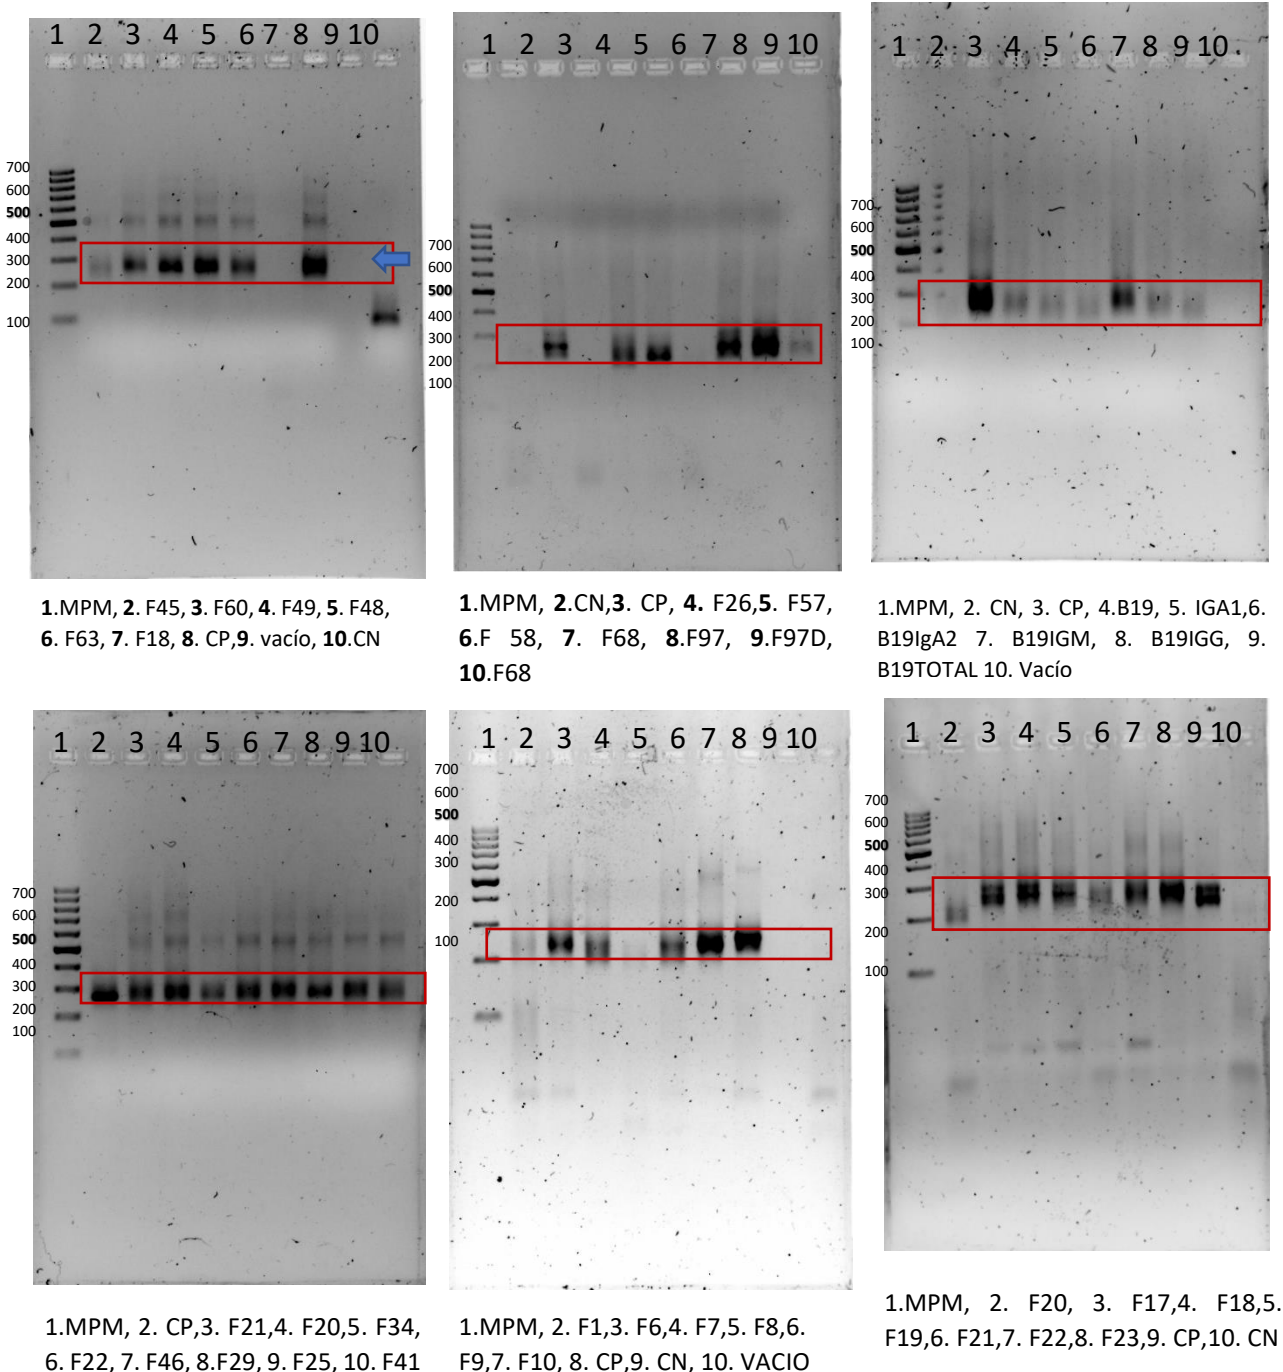 1 2 3 4 5 6 7 8 9 10
700
600
500
400
300
200
100
1.MPM, 2. F45, 3. F60, 4. F49, 5. F48,
6. F63, 7. F18, 8. CP,9. vacío, 10.CN
1 2 3 4 5 6 7 8 9 10
700
600
500
400
300
200
100
1.MPM, 2.CN,3. CP, 4. F26,5. F57,
6.F 58, 7. F68, 8.F97, 9.F97D,
10.F68
1 2 3 4 5 6 7 8 9 10
700
600
500
400
300
200
100
1.MPM, 2. CN, 3. CP, 4.B19, 5. IGA1,6.
B19IgA2 7. B19IGM, 8. B19IGG, 9.
B19TOTAL 10. Vacío
1 2 3 4 5 6 7 8 9 10
700
600
500
400
300
200
100
1.MPM, 2. CP,3. F21,4. F20,5. F34,
6. F22, 7. F46, 8.F29, 9. F25, 10. F41
1 2 3 4 5 6 7 8 9 10
700
600
500
400
300
200
100
1.MPM, 2. F1,3. F6,4. F7,5. F8,6.
F9,7. F10, 8. CP,9. CN, 10. VACIO
1 2 3 4 5 6 7 8 9 10
700
600
500
400
300
200
100
1.MPM, 2. F20, 3. F17,4. F18,5.
F19,6. F21,7. F22,8. F23,9. CP,10. CN